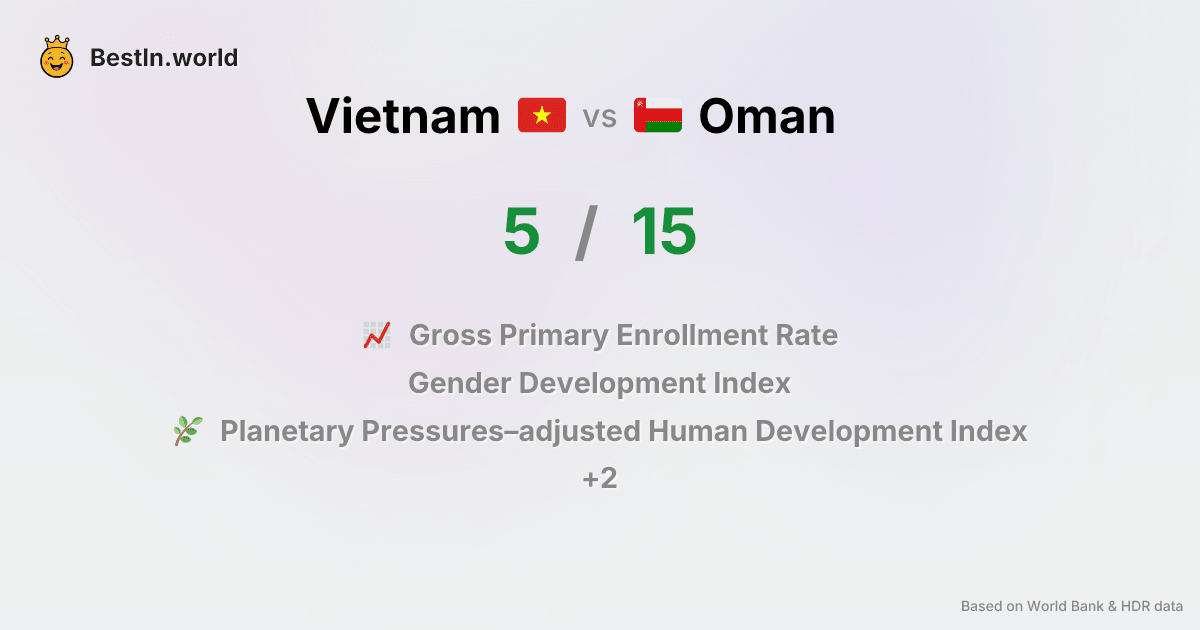 BestIn.world
Vietnam vs Oman
5 / 15
Gross Primary Enrollment Rate
Gender Development Index
Planetary Pressures–adjusted Human Development Index
+2
Based on World Bank & HDR data